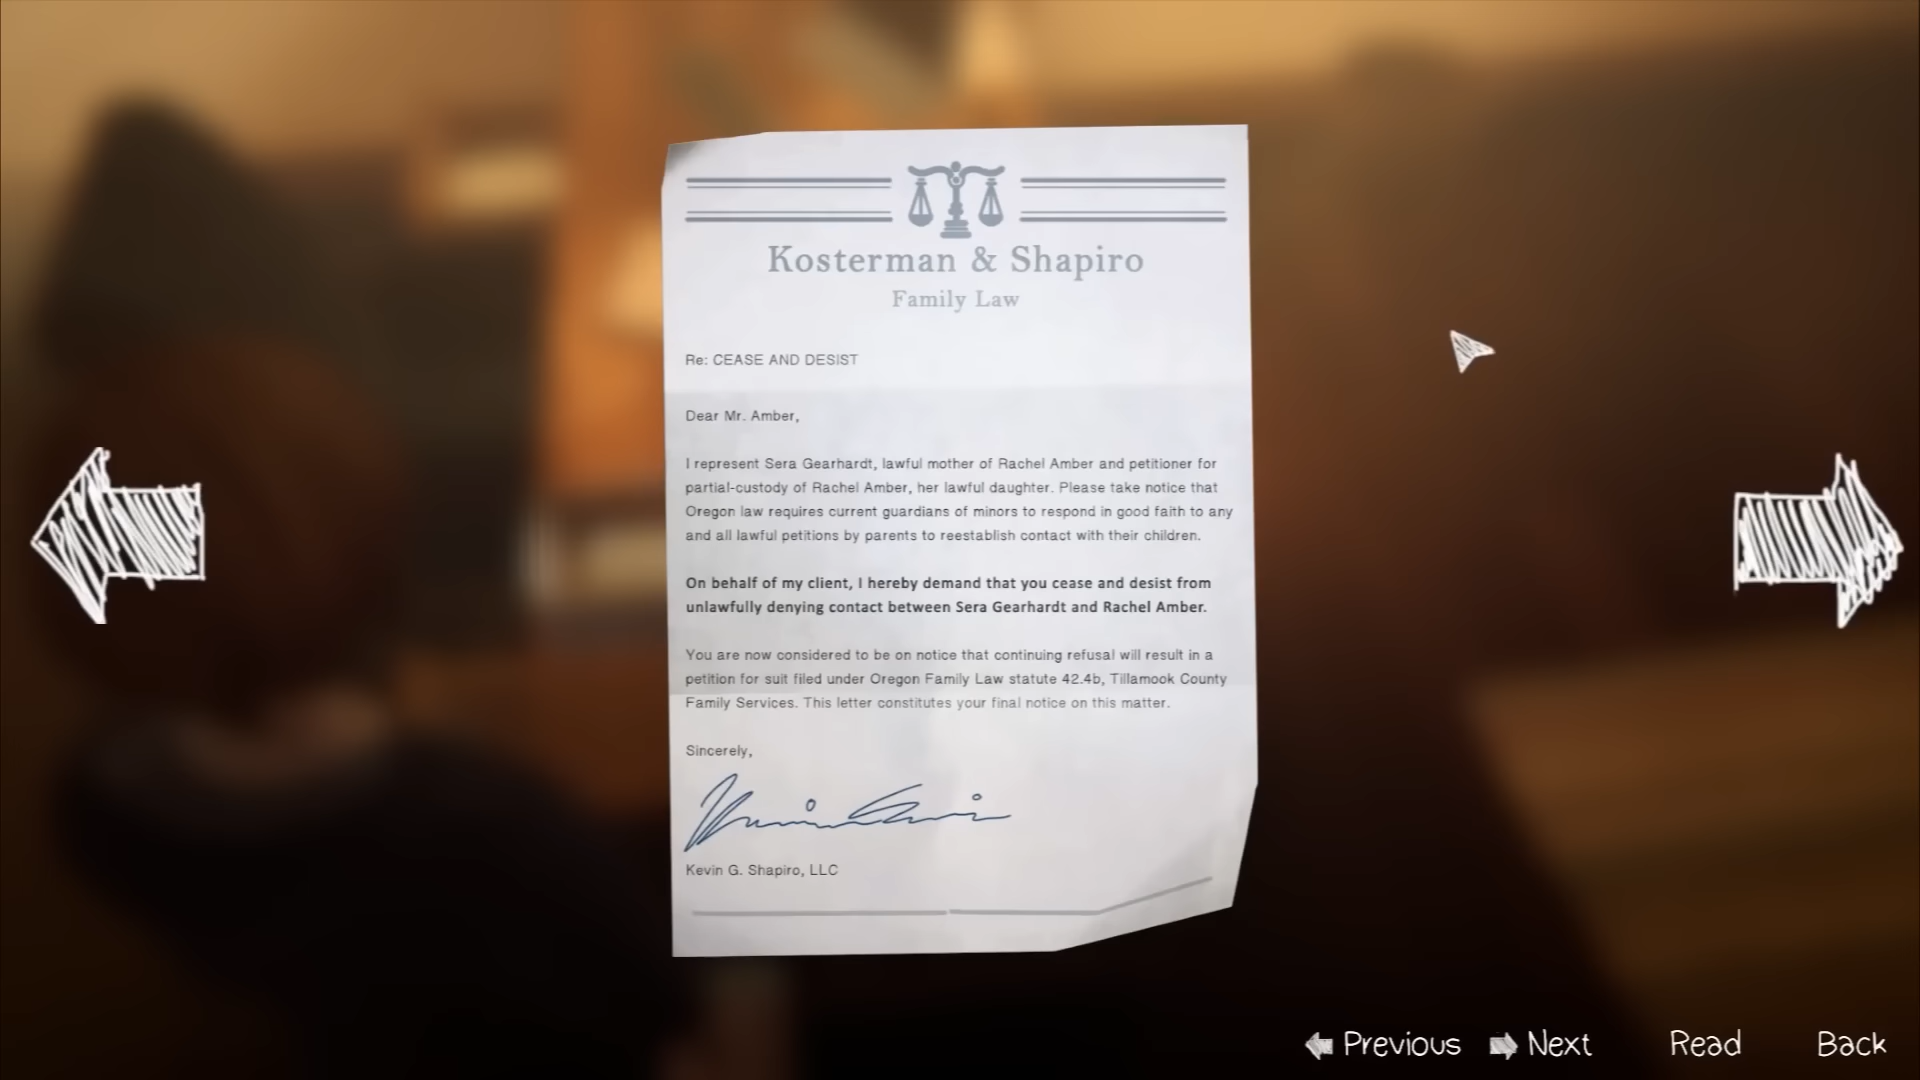 Kosterman & Shapiro
Family Law
Re: CEASE AND DESIST
Dear Mr. Amber,
I represent Sera Gearhardt, lawful mother of Rachel Amber and petitioner for
partial-custody of Rachel Amber, her lawful daughter. Please take notice that
Oregon law requires current guardians of minors to respond in good faith to any
and all lawful petitions by parents to reestablish contact with their children.
On behalf of my client, I hereby demand that you cease and desist from
unlawfully denying contact between Sera Gearhardt and Rachel Amber.
You are now considered to be on notice that continuing refusal will result in a
petition for suit filed under Oregon Family Law statute 42.4b, Tillamook County
Family Services. This letter constitutes your final notice on this matter.
Sincerely,
Kevin G. Shapiro, LLC
Previous Next Read Back